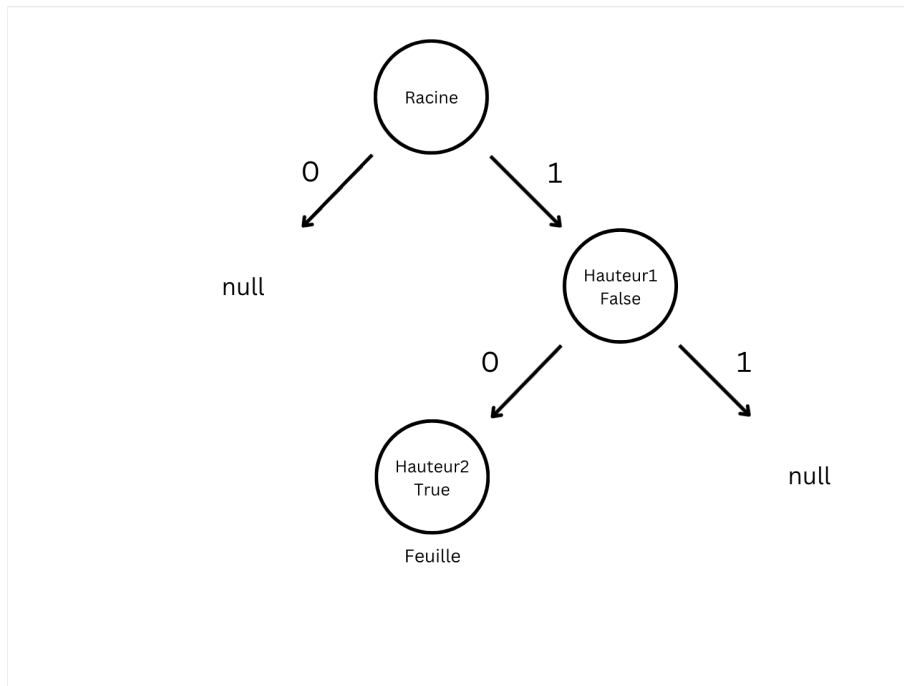 Racine
0
1
null
Hauteur1
False
0
1
Hauteur2
True
null
Feuille